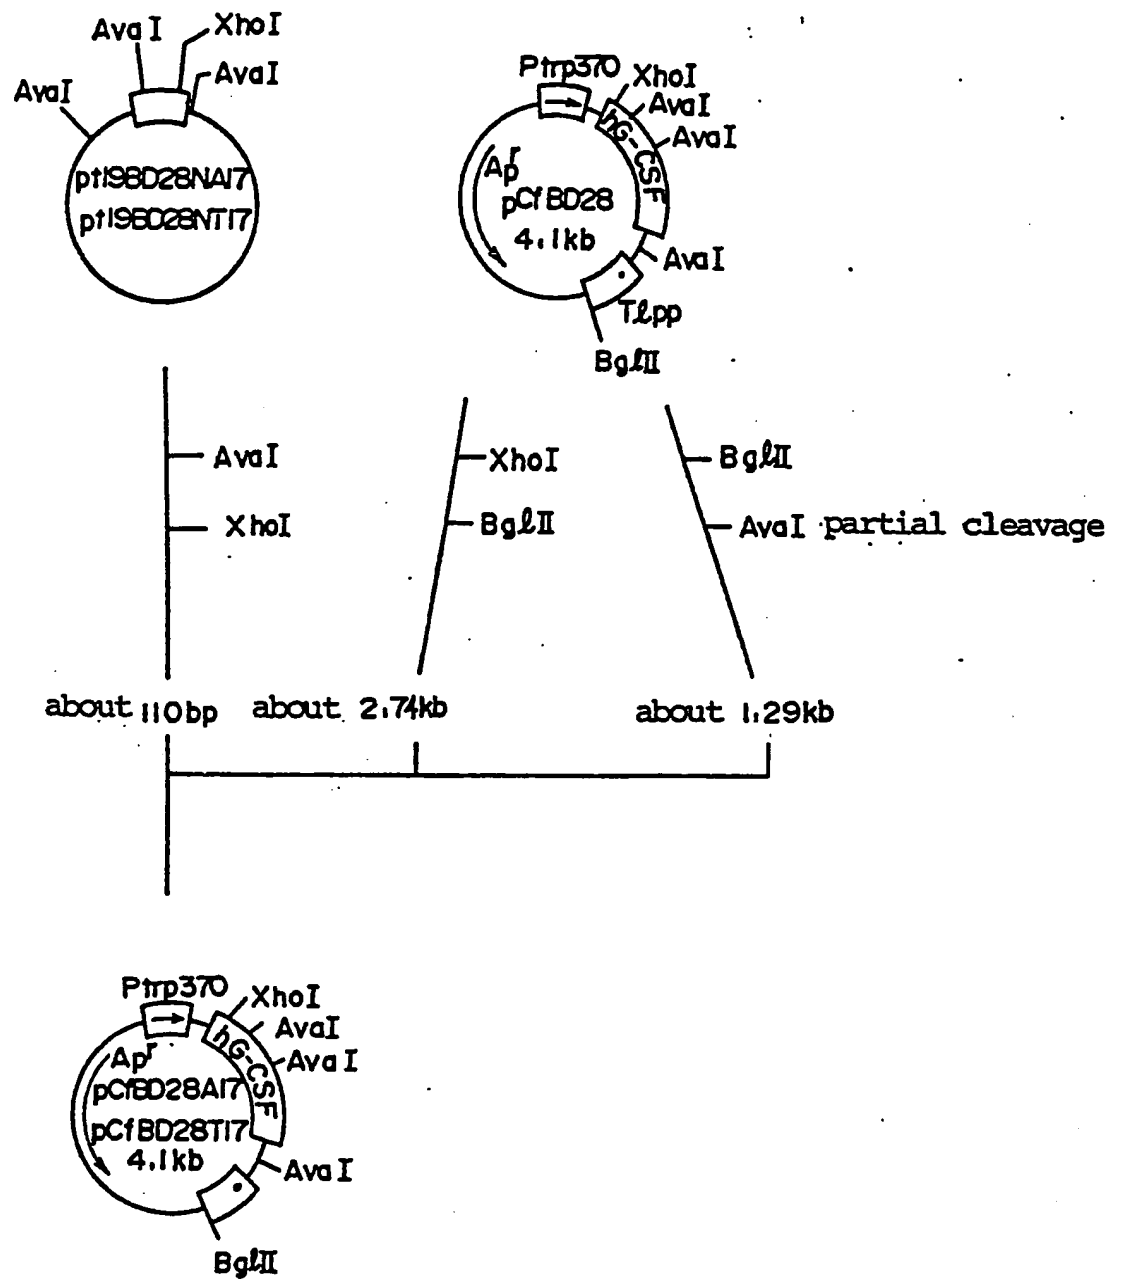 AvaI
XhoI
AvaI
AvaI
pt19BD28NA17
pt19BD28NT17
Ptrp370
XhoI
AvaI
AvaI
hG-CSF
Apr
pCfBD28
4.1kb
AvaI
Tlpp
BglII
AvaI
XhoI
XhoI
BglII
BglII
AvaI partial cleavage
about 110bp
about 2.74kb
about 1.29kb
Ptrp370
XhoI
AvaI
AvaI
hG-CSF
Apr
pCfBD28A17
pCfBD28T17
4.1kb
AvaI
BglII